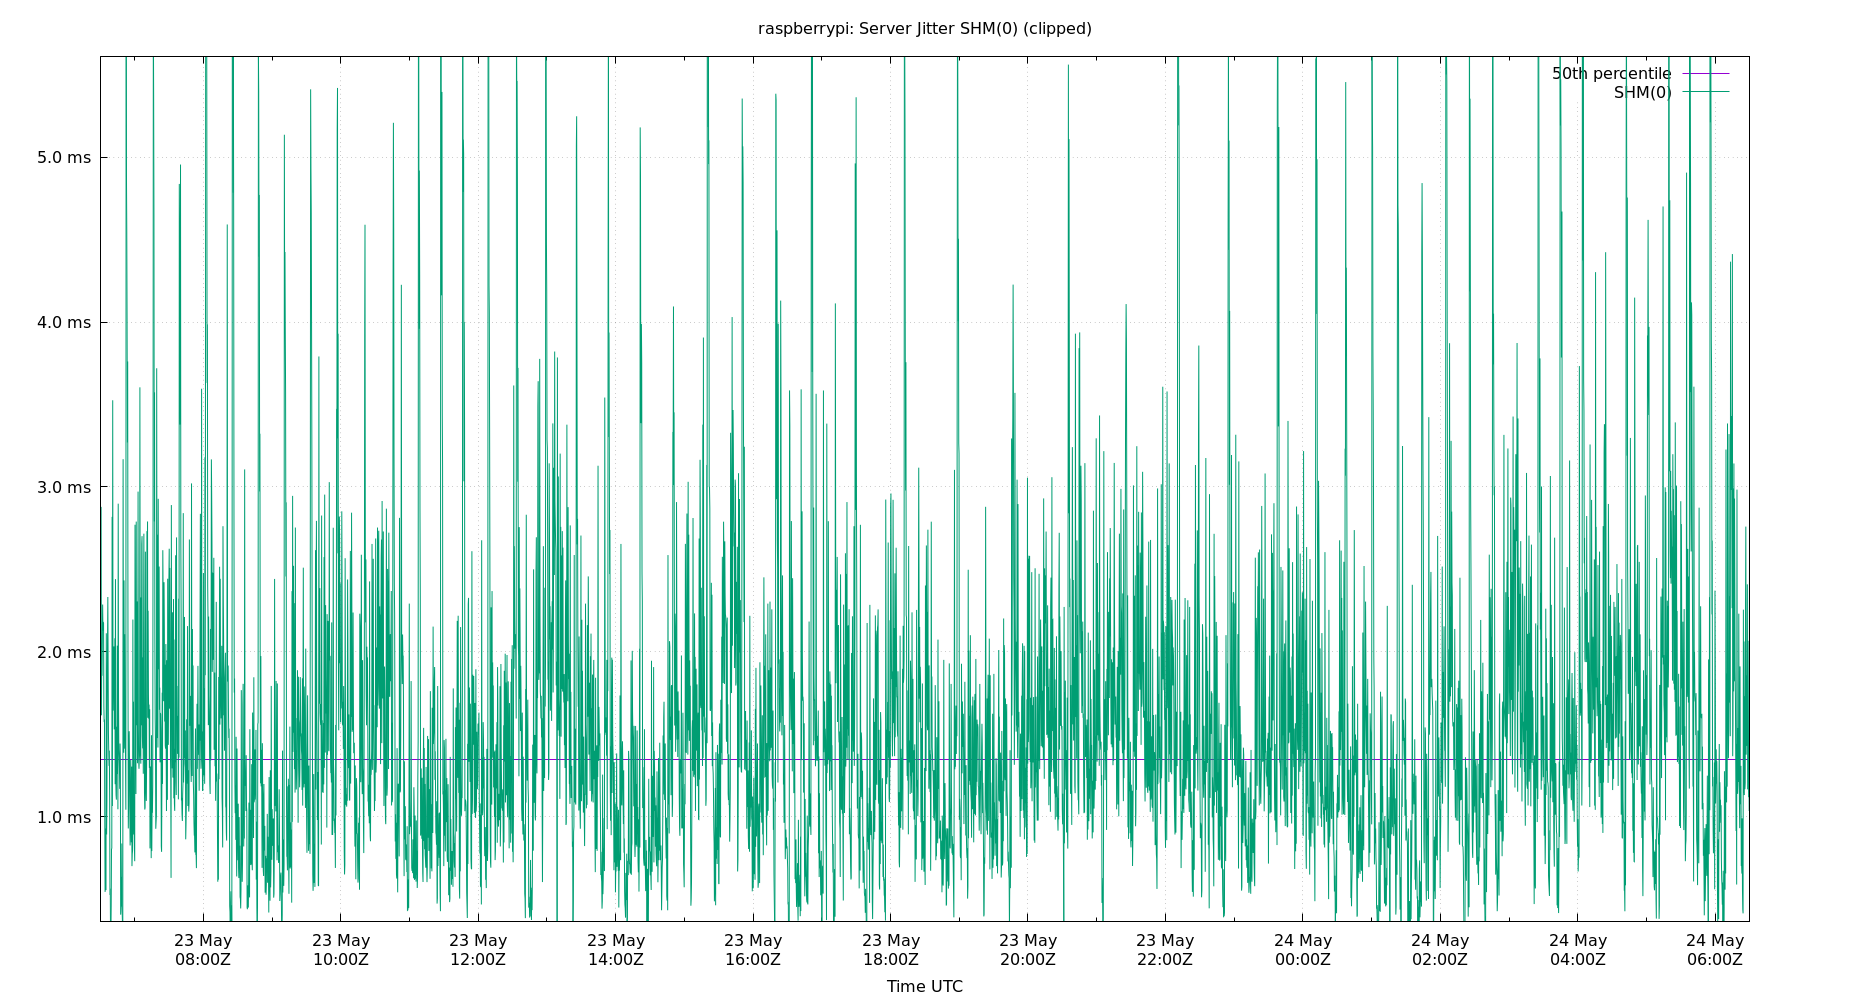 raspberrypi: Server Jitter SHM(0) (clipped)
50th percentile
SHM(0)
5.0 ms
4.0 ms
3.0 ms
2.0 ms
1.0 ms
23 May 23 May 23 May 23 May 23 May 23 May 23 May 23 May 24 May 24 May 24 May 24 May
08:00Z 10:00Z 12:00Z 14:00Z 16:00Z 18:00Z 20:00Z 22:00Z 00:00Z 02:00Z 04:00Z 06:00Z
Time UTC